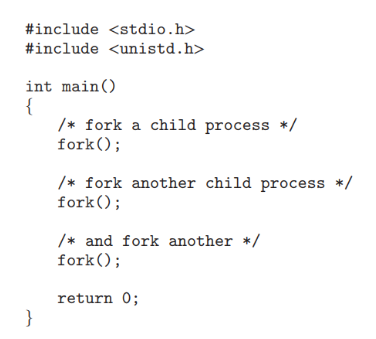 #include <stdio.h>
#include <unistd.h>
int main()
{
/* fork a child process */
fork();
/* fork another child process */
fork();
/* and fork another */
fork();
return 0;
}